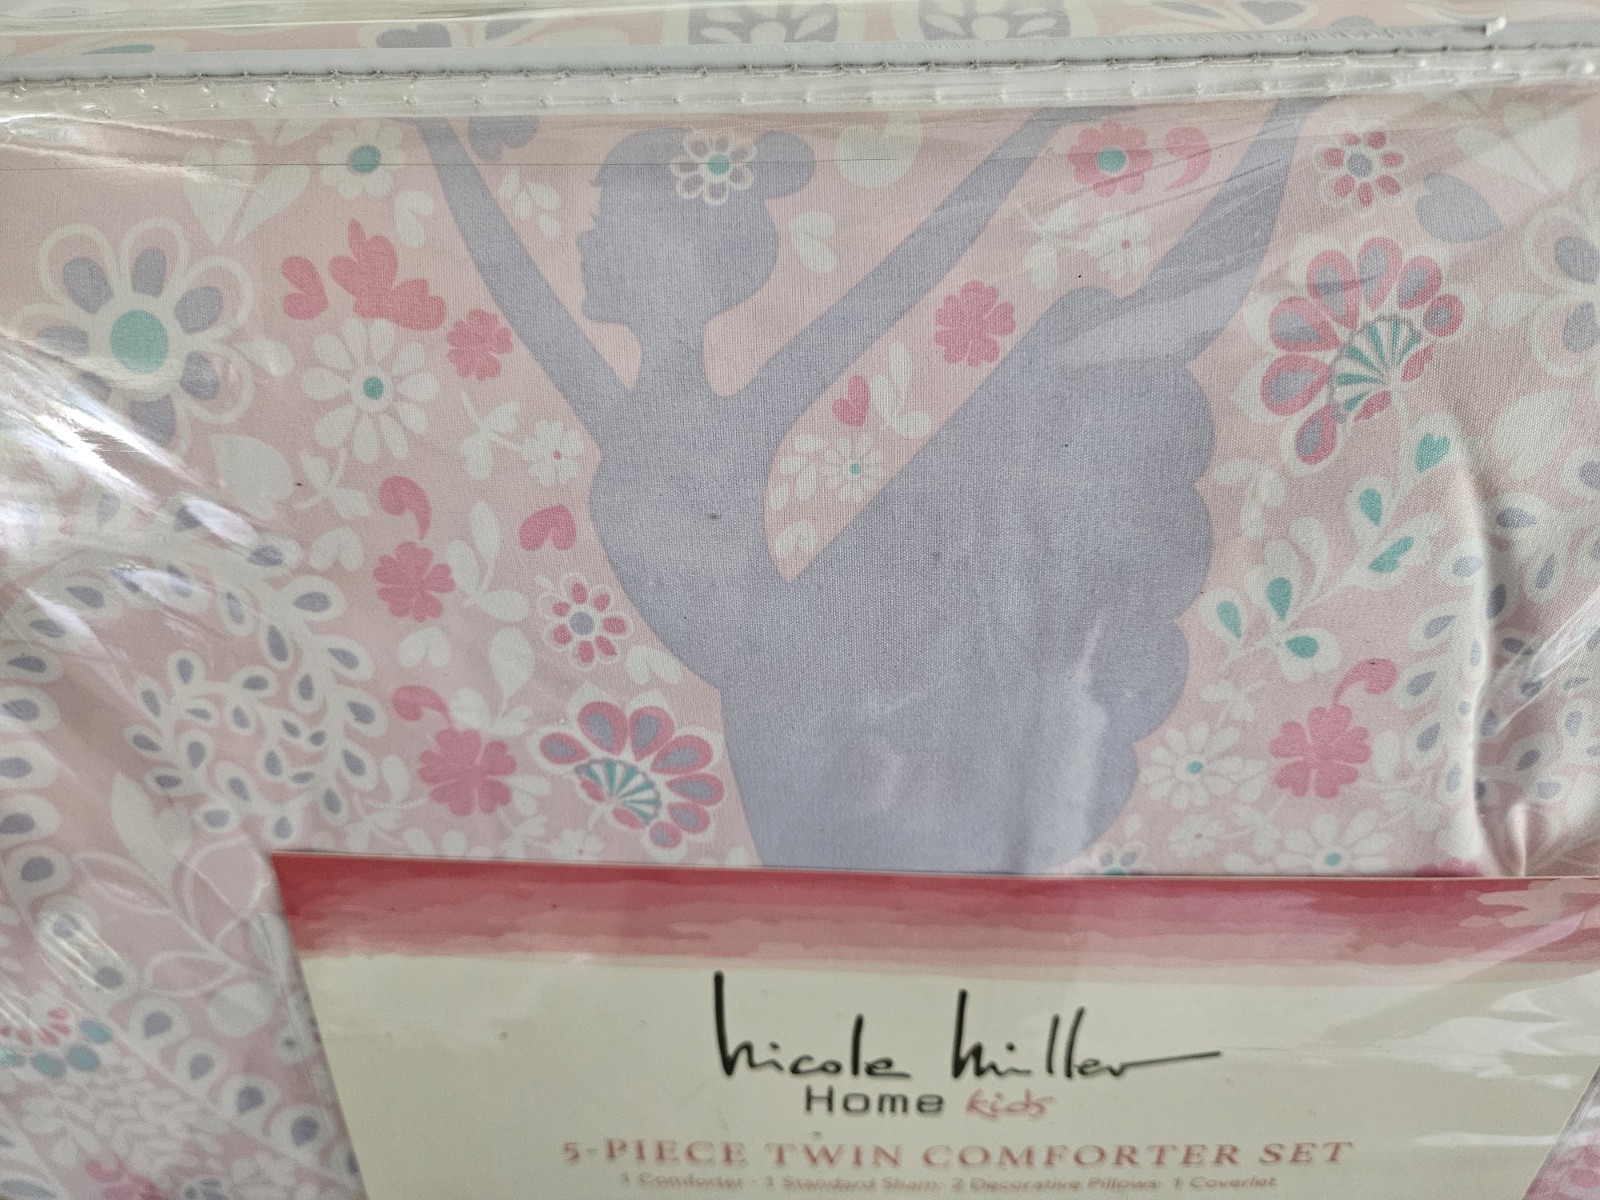 nicole miller
Home kids
5-PIECE TWIN COMFORTER SET
1 Comforter · 1 Standard Sham; 2 Decorative Pillows; 1 Coverlet